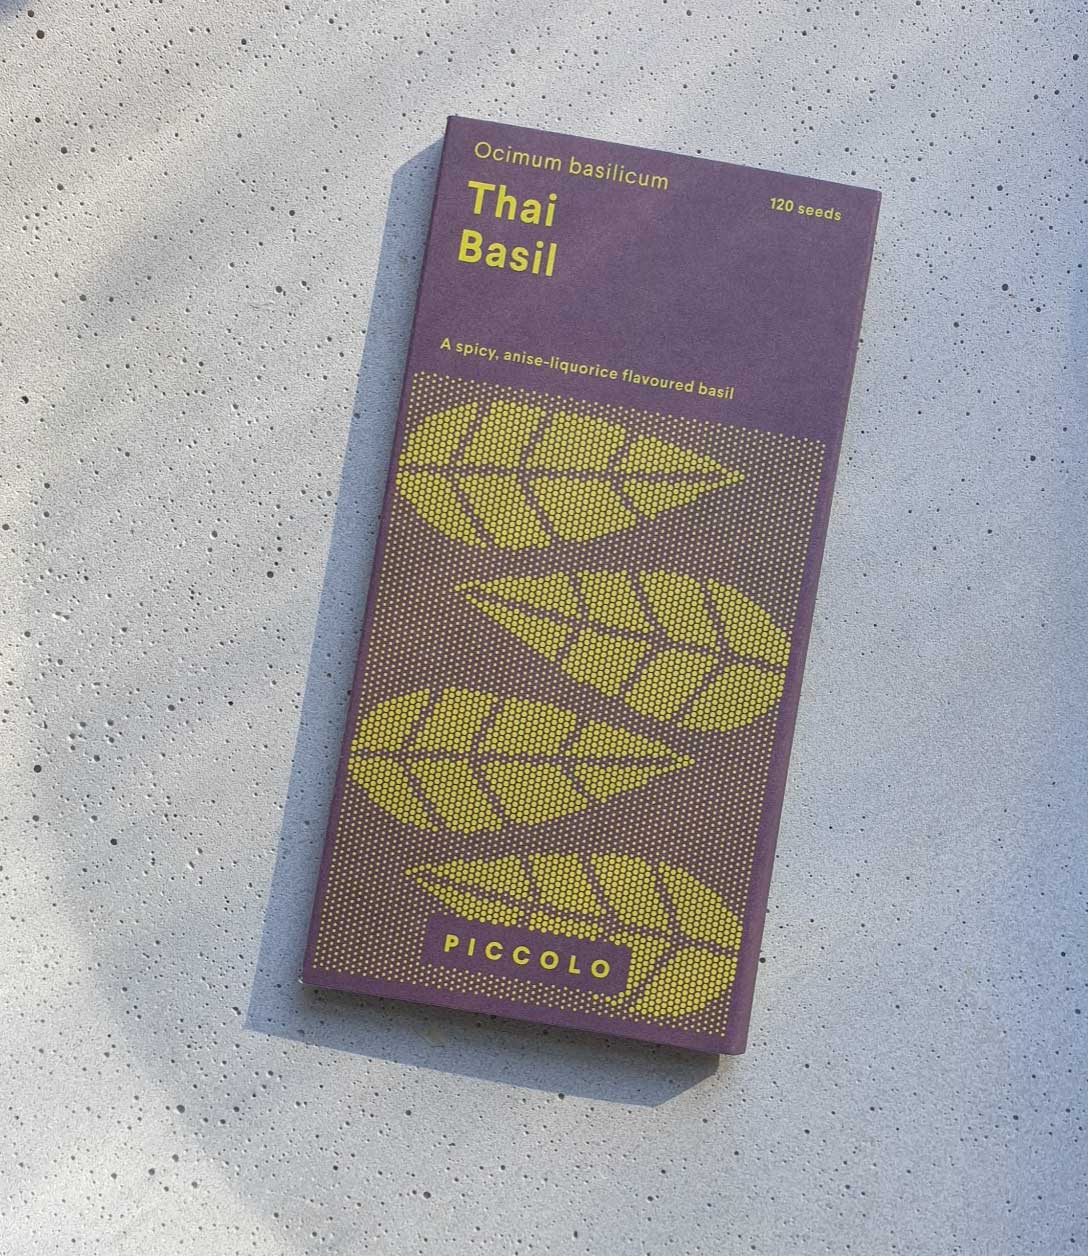 Ocimum basilicum
120 seeds
Thai
Basil
A spicy, anise-liquorice flavoured basil
PICCOLO